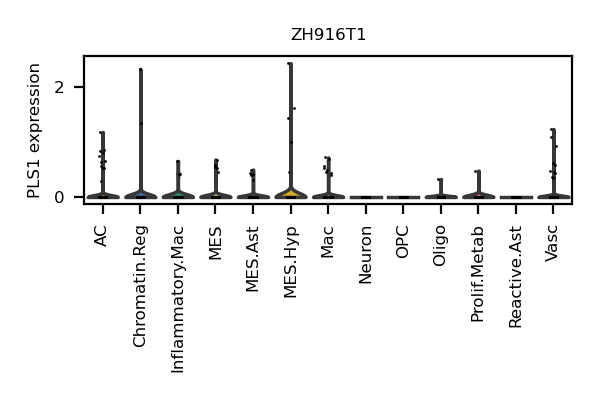 ZH916T1
PLS1 expression
2
0
AC
Chromatin.Reg
Inflammatory.Mac
MES
MES.Ast
MES.Hyp
Mac
Neuron
OPC
Oligo
Prolif.Metab
Reactive.Ast
Vasc